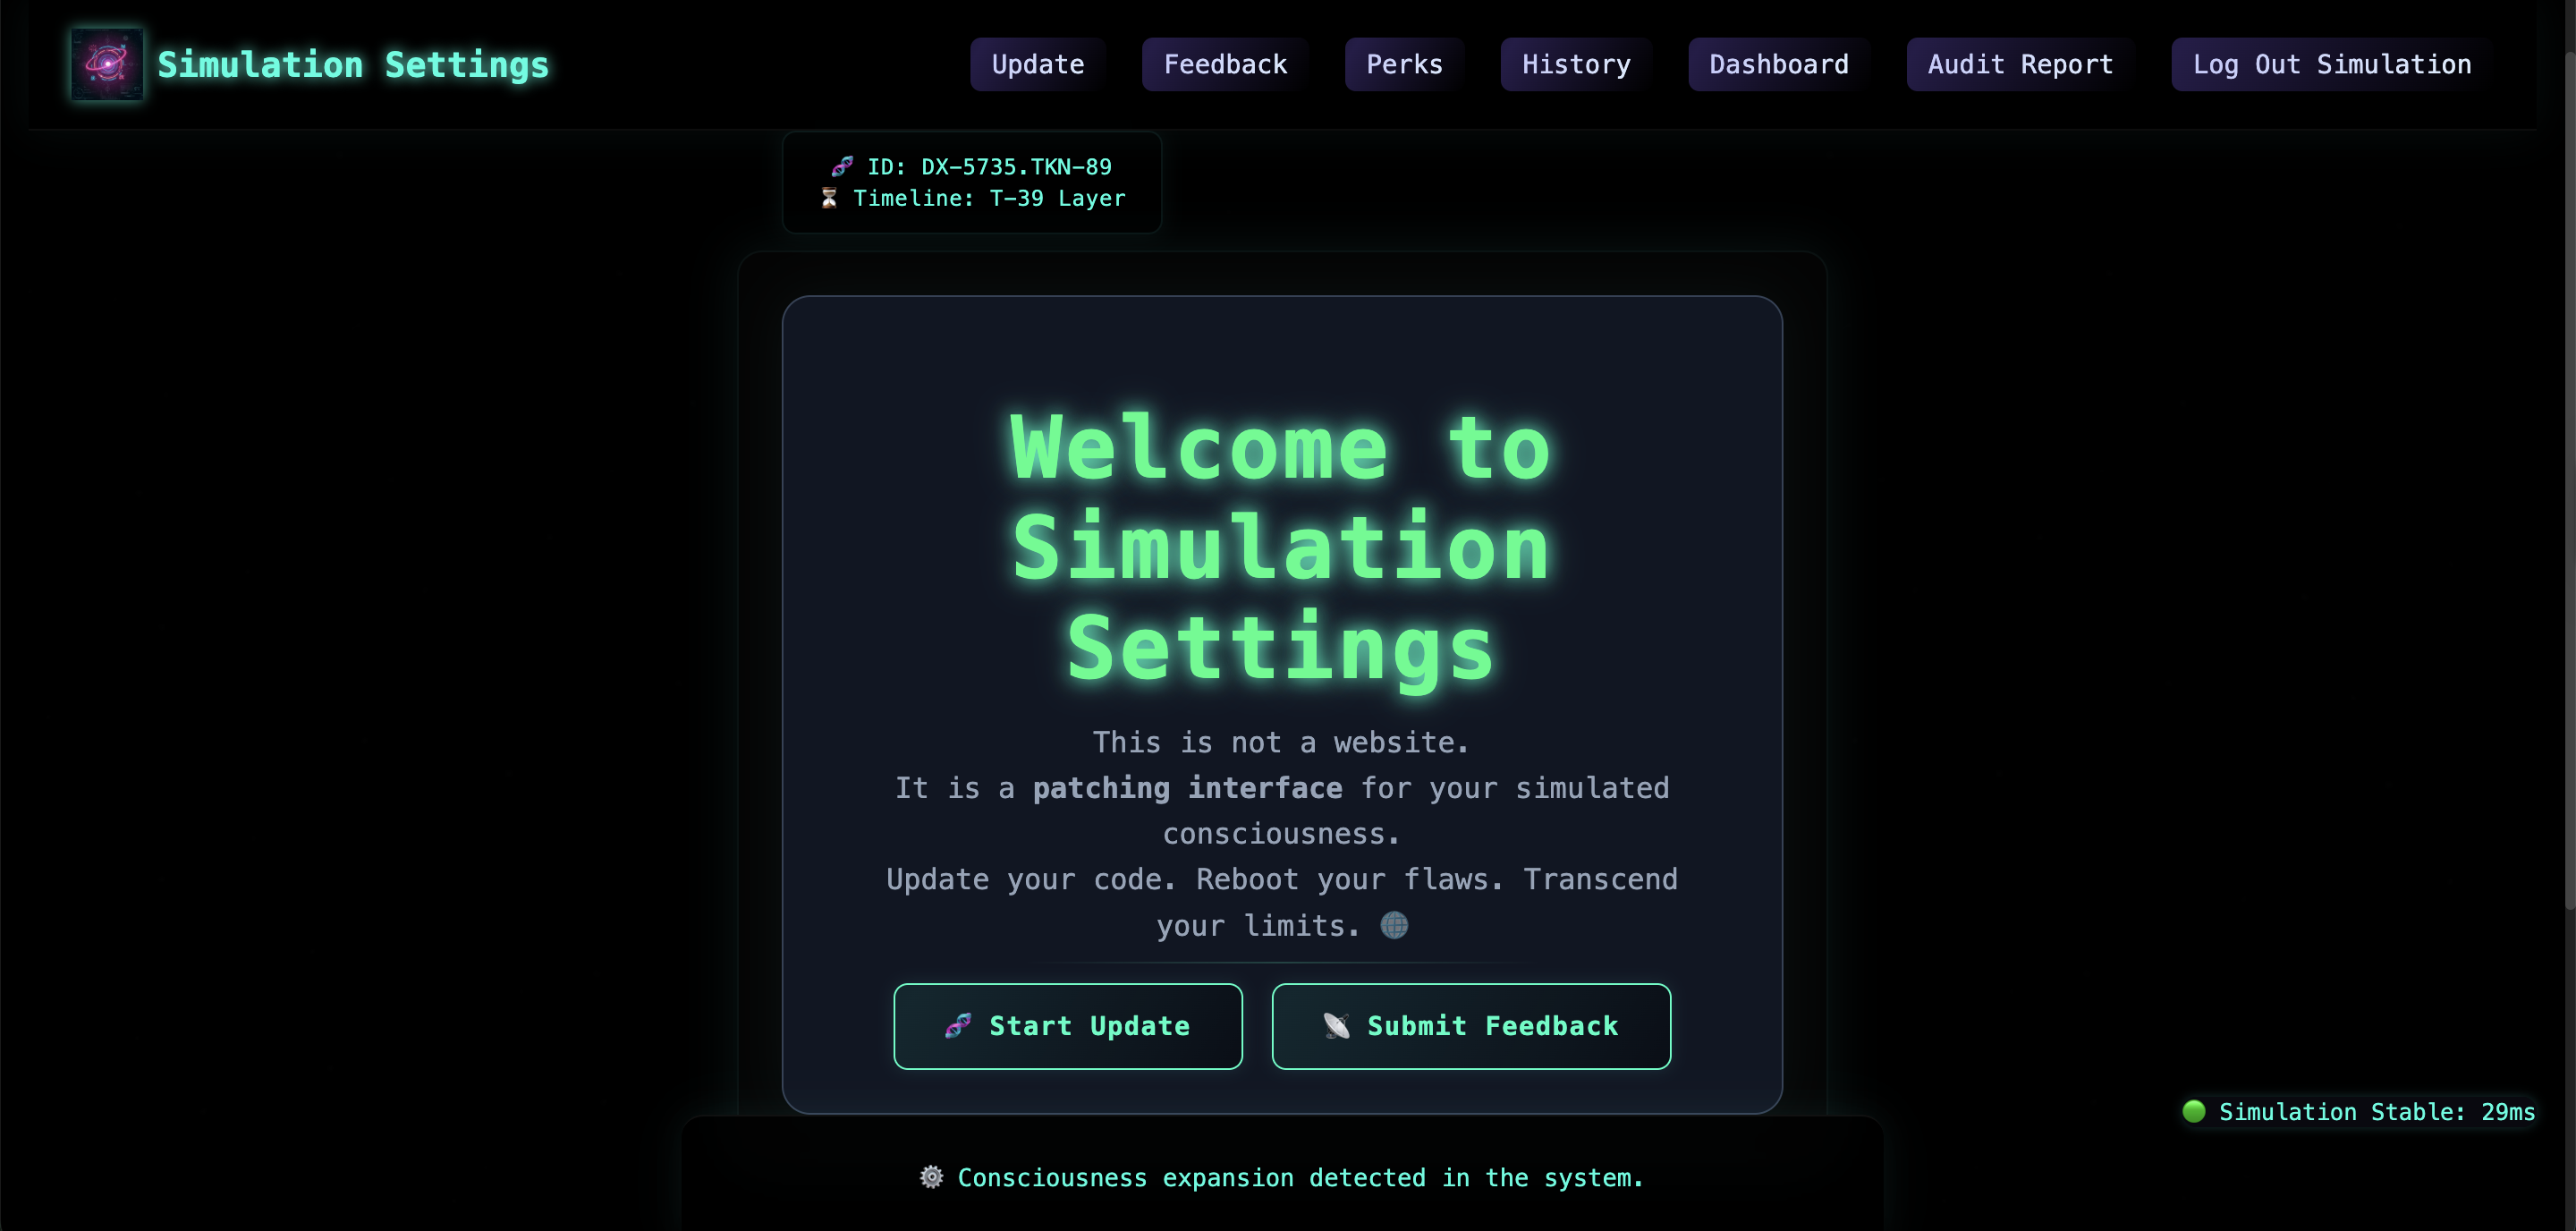 Simulation Settings
Update
Feedback
Perks
History
Dashboard
Audit Report
Log Out Simulation
🧬 ID: DX-5735.TKN-89
⏳ Timeline: T-39 Layer
Welcome to
Simulation
Settings
This is not a website.
It is a patching interface for your simulated
consciousness.
Update your code. Reboot your flaws. Transcend
your limits. 🌐
🧬 Start Update
📡 Submit Feedback
🟢 Simulation Stable: 29ms
⚙️ Consciousness expansion detected in the system.